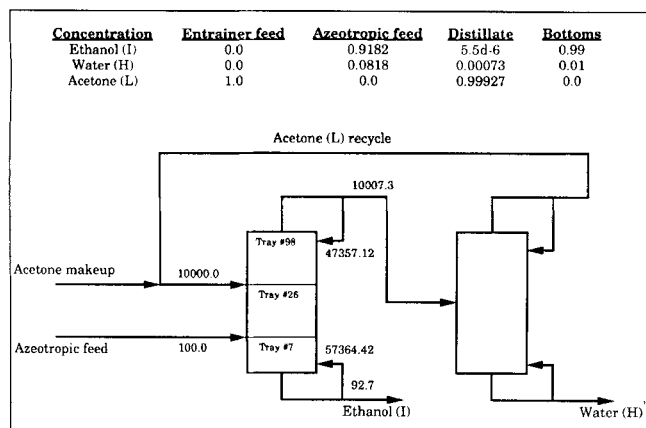 Concentration Entrainer feed Azeotropic feed Distillate Bottoms
Ethanol (I) 0.0 0.9182 5.5d-6 0.99
Water (H) 0.0 0.0818 0.00073 0.01
Acetone (L) 1.0 0.0 0.99927 0.0
Acetone (L) recycle
10007.3
Tray #98
47357.12
Acetone makeup
10000.0
Tray #26
Azeotropic feed
100.0
Tray #7
57364.42
92.7
Ethanol (I)
Water (H)